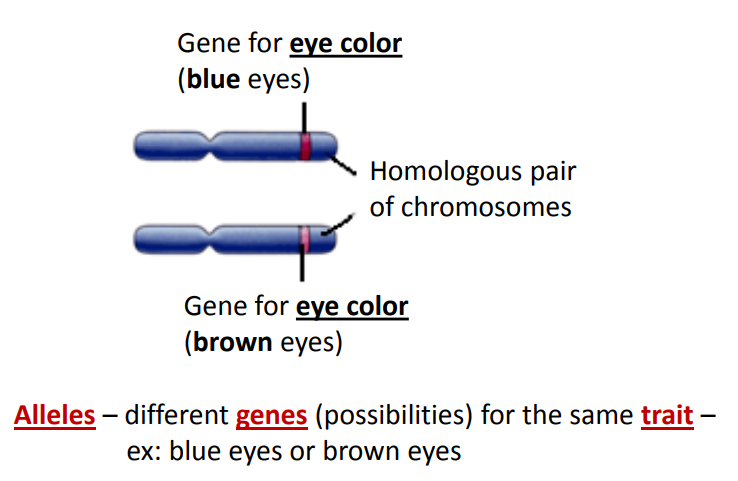 Gene for eye color
(blue eyes)
Homologous pair
of chromosomes
Gene for eye color
(brown eyes)
Alleles – different genes (possibilities) for the same trait –
ex: blue eyes or brown eyes